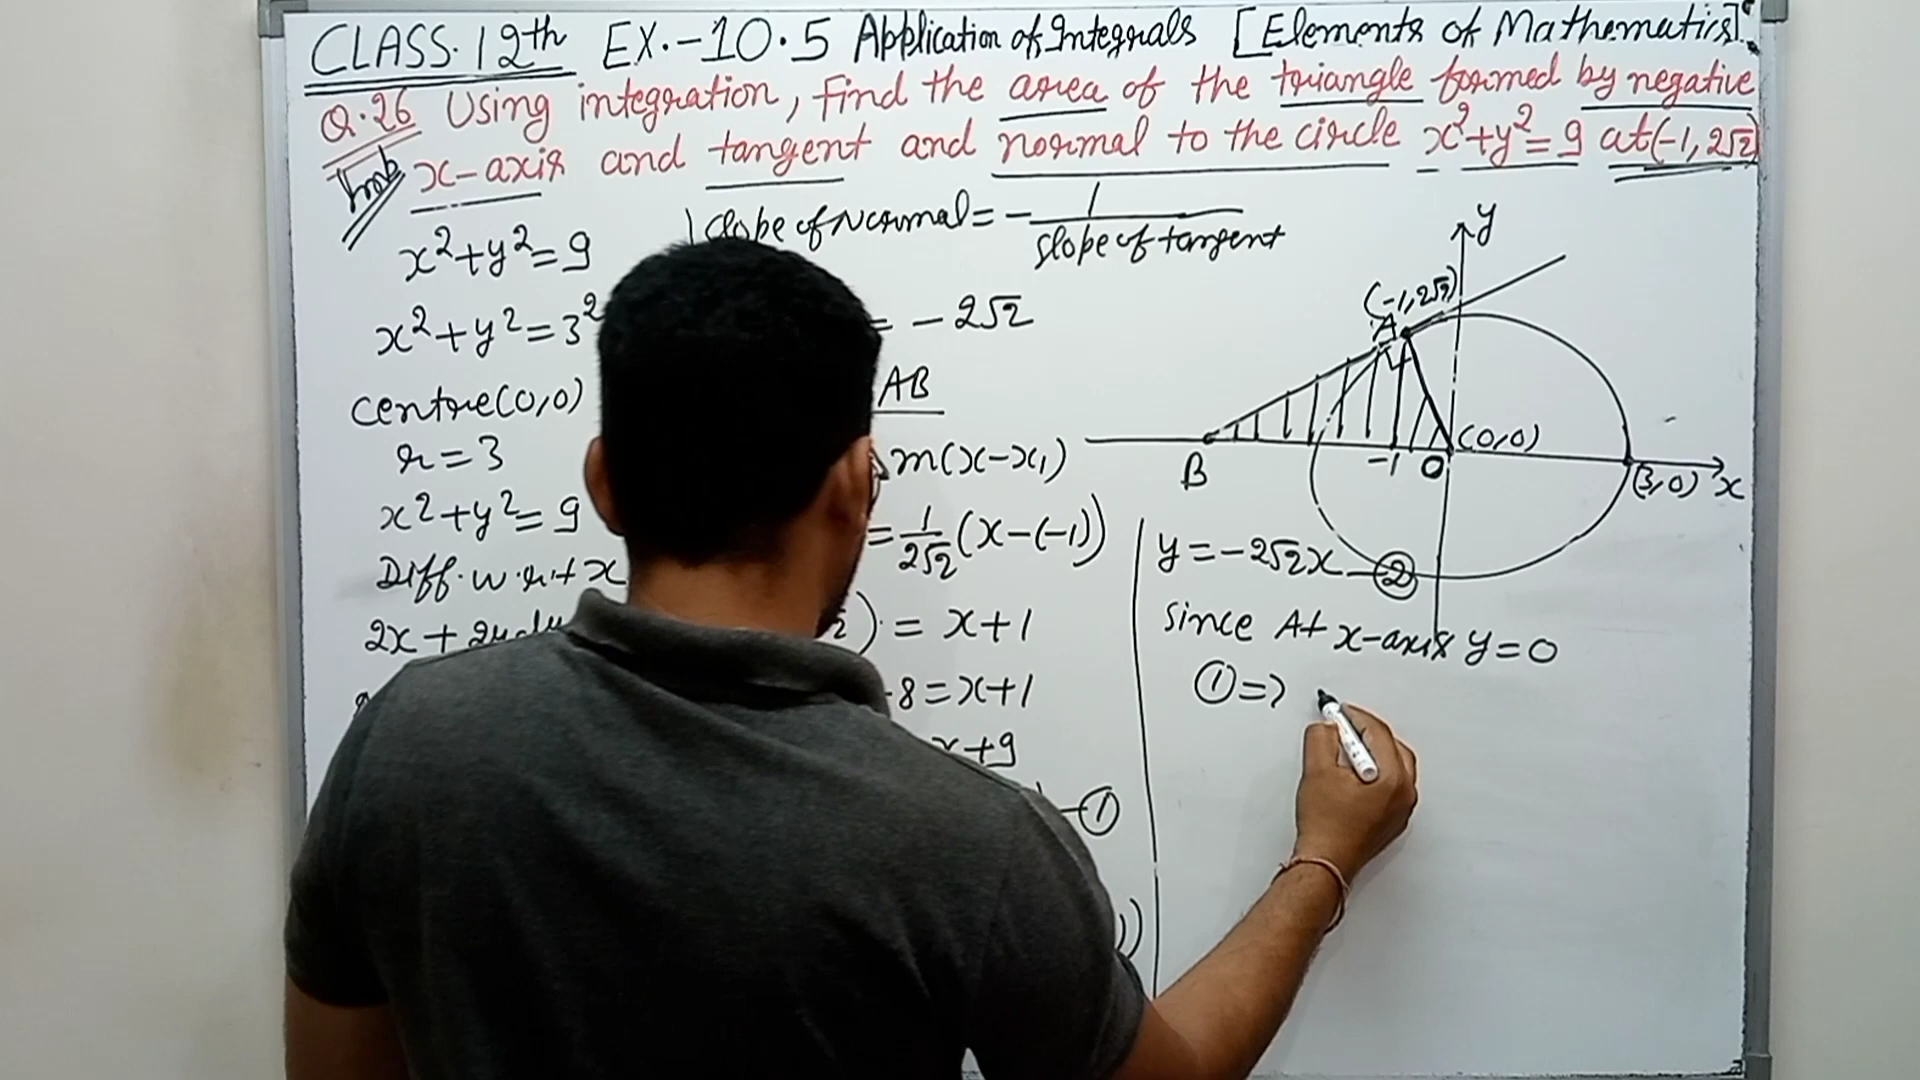 CLASS.12th EX.-10.5 Application of Integrals [Elements of Mathematics]
Q.26 Using integration, Find the area of the triangle formed by negative
Imp x-axis and tangent and normal to the circle x²+y²=9 at(-1,2√2)
x²+y²=9
x²+y²=3²
centre(0,0)
r=3
x²+y²=9
Diff.w.r.t x
2x+2y
slope of Normal=-1/slope of tangent
= -2√2
AB
m(x-x₁)
=1/2√2(x-(-1))
) = x+1
-8=x+1
x+9
①
y
(-1,2√2)
A
(0,0)
B
-1 O
(3,0) x
y=-2√2x—②
Since At x-axis y=0
①=>